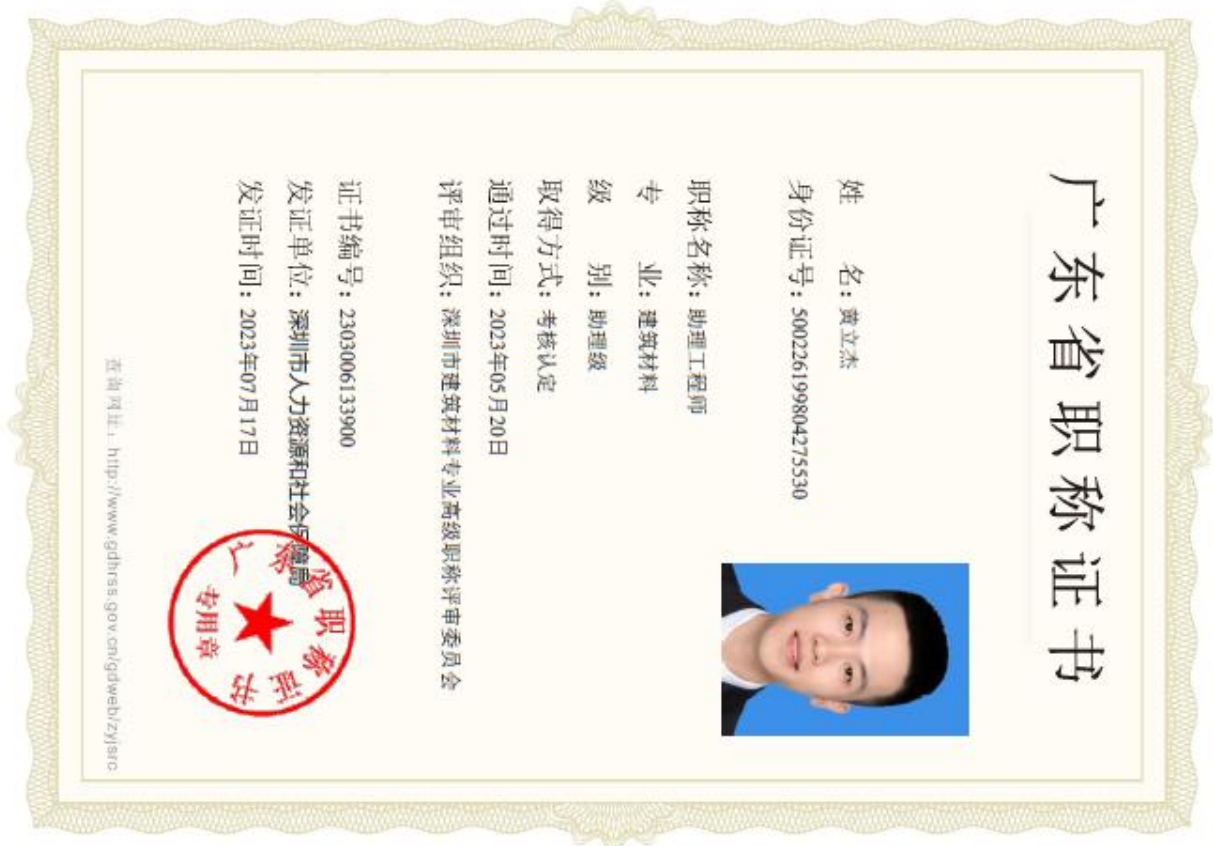 广东省职称证书
姓 名：黄立杰
身份证号：500226199804275530
职称名称：助理工程师
专 业：建筑材料
级 别：助理级
取得方式：考核认定
通过时间：2023年05月20日
评审组织：深圳市建筑材料专业高级职称评审委员会
证书编号：2303006133900
发证单位：深圳市人力资源和社会保障局
发证时间：2023年07月17日
广东省职称证书
专用章
查询网址：http://www.gdhrss.gov.cn/gdweb/zyjsrc